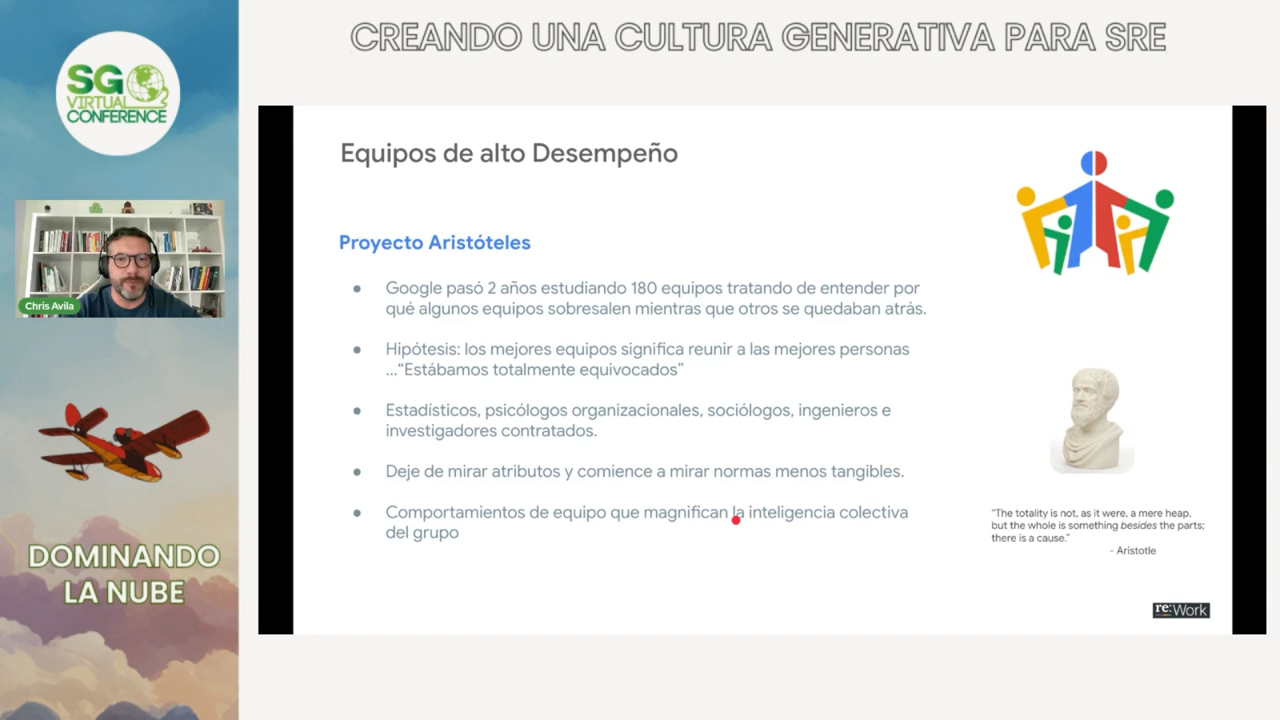 CREANDO UNA CULTURA GENERATIVA PARA SRE
SG
VIRTUAL
CONFERENCE
Chris Avila
DOMINANDO
LA NUBE
Equipos de alto Desempeño
Proyecto Aristóteles
● Google pasó 2 años estudiando 180 equipos tratando de entender por
qué algunos equipos sobresalen mientras que otros se quedaban atrás.
● Hipótesis: los mejores equipos significa reunir a las mejores personas
...“Estábamos totalmente equivocados”
● Estadísticos, psicólogos organizacionales, sociólogos, ingenieros e
investigadores contratados.
● Deje de mirar atributos y comience a mirar normas menos tangibles.
● Comportamientos de equipo que magnifican la inteligencia colectiva
del grupo
“The totality is not, as it were, a mere heap,
but the whole is something besides the parts;
there is a cause.”
- Aristotle
re:Work